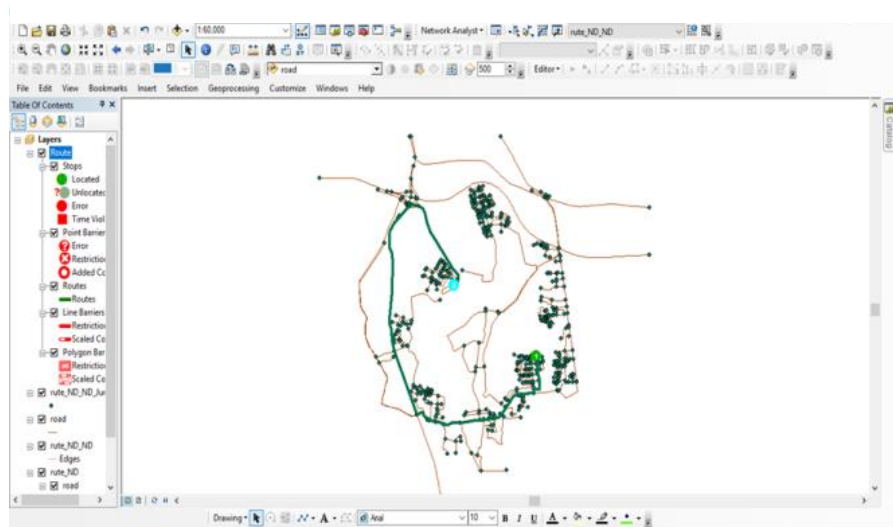 1:60,000
Network Analyst
rute_ND_ND
road
500
Editor
File Edit View Bookmarks Insert Selection Geoprocessing Customize Windows Help
Table Of Contents
Catalog
Layers
Route
Stops
Located
Unlocated
Error
Time Viol
Point Barrier
Error
Restriction
Added Co
Routes
Routes
Line Barriers
Restriction
Scaled Co
Polygon Bar
Restriction
Scaled Co
rute_ND_ND_Jun
road
rute_ND_ND
Edges
rute_ND
road
Drawing
A
Arial
10
B I U A